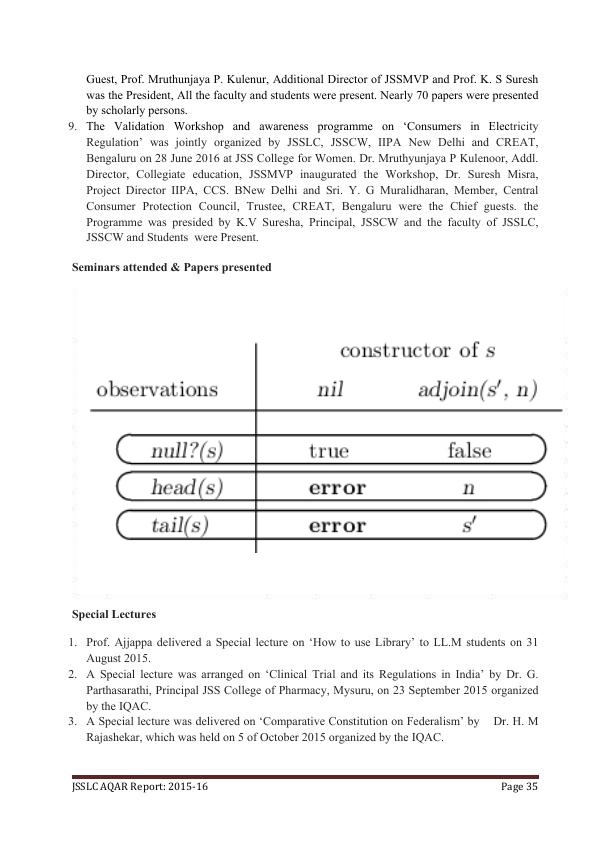 Guest, Prof. Mruthunjaya P. Kulenur, Additional Director of JSSMVP and Prof. K. S Suresh
was the President, All the faculty and students were present. Nearly 70 papers were presented
by scholarly persons.
9. The Validation Workshop and awareness programme on ‘Consumers in Electricity
Regulation’ was jointly organized by JSSLC, JSSCW, IIPA New Delhi and CREAT,
Bengaluru on 28 June 2016 at JSS College for Women. Dr. Mruthyunjaya P Kulenoor, Addl.
Director, Collegiate education, JSSMVP inaugurated the Workshop, Dr. Suresh Misra,
Project Director IIPA, CCS. BNew Delhi and Sri. Y. G Muralidharan, Member, Central
Consumer Protection Council, Trustee, CREAT, Bengaluru were the Chief guests. the
Programme was presided by K.V Suresha, Principal, JSSCW and the faculty of JSSLC,
JSSCW and Students were Present.
Seminars attended & Papers presented
constructor of s
observations nil adjoin(s′, n)
null?(s) true false
head(s) error n
tail(s) error s′
Special Lectures
1. Prof. Ajjappa delivered a Special lecture on ‘How to use Library’ to LL.M students on 31
August 2015.
2. A Special lecture was arranged on ‘Clinical Trial and its Regulations in India’ by Dr. G.
Parthasarathi, Principal JSS College of Pharmacy, Mysuru, on 23 September 2015 organized
by the IQAC.
3. A Special lecture was delivered on ‘Comparative Constitution on Federalism’ by Dr. H. M
Rajashekar, which was held on 5 of October 2015 organized by the IQAC.
JSSLC AQAR Report: 2015-16 Page 35